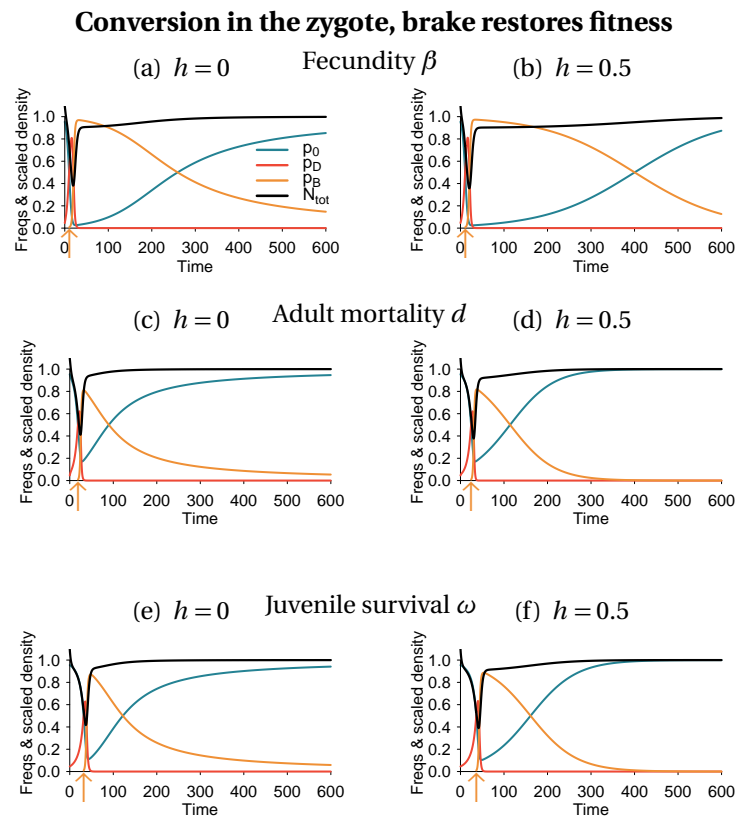 Conversion in the zygote, brake restores fitness
Fecundity β
(a) h = 0
(b) h = 0.5
Freqs & scaled density
1.0
0.8
0.6
0.4
0.2
0.0
p0
pD
pB
Ntot
0 100 200 300 400 500 600
Time
Freqs & scaled density
1.0
0.8
0.6
0.4
0.2
0.0
0 100 200 300 400 500 600
Time
Adult mortality d
(c) h = 0
(d) h = 0.5
Freqs & scaled density
1.0
0.8
0.6
0.4
0.2
0.0
0 100 200 300 400 500 600
Time
Freqs & scaled density
1.0
0.8
0.6
0.4
0.2
0.0
0 100 200 300 400 500 600
Time
Juvenile survival ω
(e) h = 0
(f) h = 0.5
Freqs & scaled density
1.0
0.8
0.6
0.4
0.2
0.0
0 100 200 300 400 500 600
Time
Freqs & scaled density
1.0
0.8
0.6
0.4
0.2
0.0
0 100 200 300 400 500 600
Time